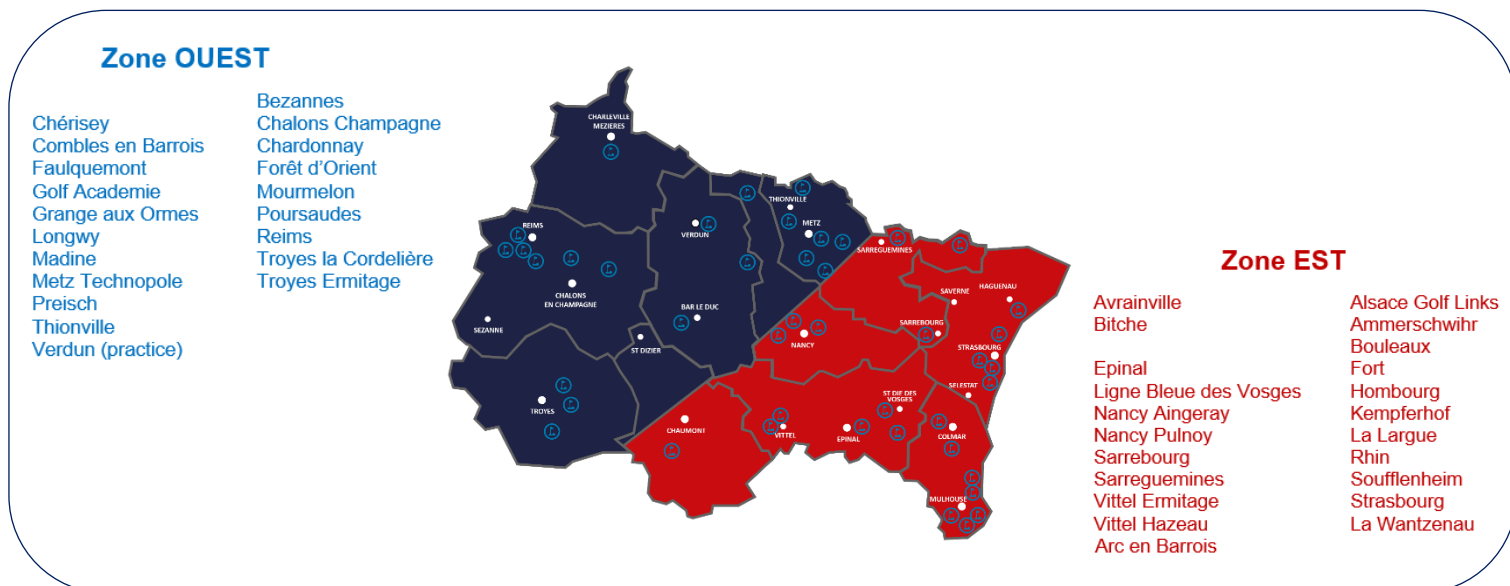 Zone OUEST
Chérisey
Combles en Barrois
Faulquemont
Golf Academie
Grange aux Ormes
Longwy
Madine
Metz Technopole
Preisch
Thionville
Verdun (practice)
Bezannes
Chalons Champagne
Chardonnay
Forêt d'Orient
Mourmelon
Poursaudes
Reims
Troyes la Cordelière
Troyes Ermitage
CHARLEVILLE
MEZIERES
THIONVILLE
METZ
REIMS
VERDUN
SARREGUEMINES
CHALONS
EN CHAMPAGNE
BAR LE DUC
SEZANNE
ST DIZIER
SAVERNE
HAGUENAU
SARREBOURG
NANCY
STRASBOURG
TROYES
SELESTAT
ST DIE DES
VOSGES
CHAUMONT
VITTEL
EPINAL
COLMAR
MULHOUSE
Zone EST
Avrainville
Bitche
Epinal
Ligne Bleue des Vosges
Nancy Aingeray
Nancy Pulnoy
Sarrebourg
Sarreguemines
Vittel Ermitage
Vittel Hazeau
Arc en Barrois
Alsace Golf Links
Ammerschwihr
Bouleaux
Fort
Hombourg
Kempferhof
La Largue
Rhin
Soufflenheim
Strasbourg
La Wantzenau